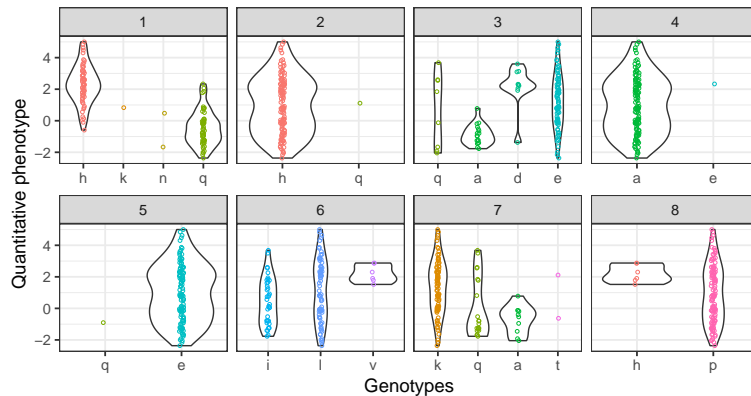 1 2 3 4
4
2
0
−2
h k n q h q q a d e a e
5 6 7 8
4
2
0
−2
q e i l v k q a t h p
Genotypes
Quantitative phenotype